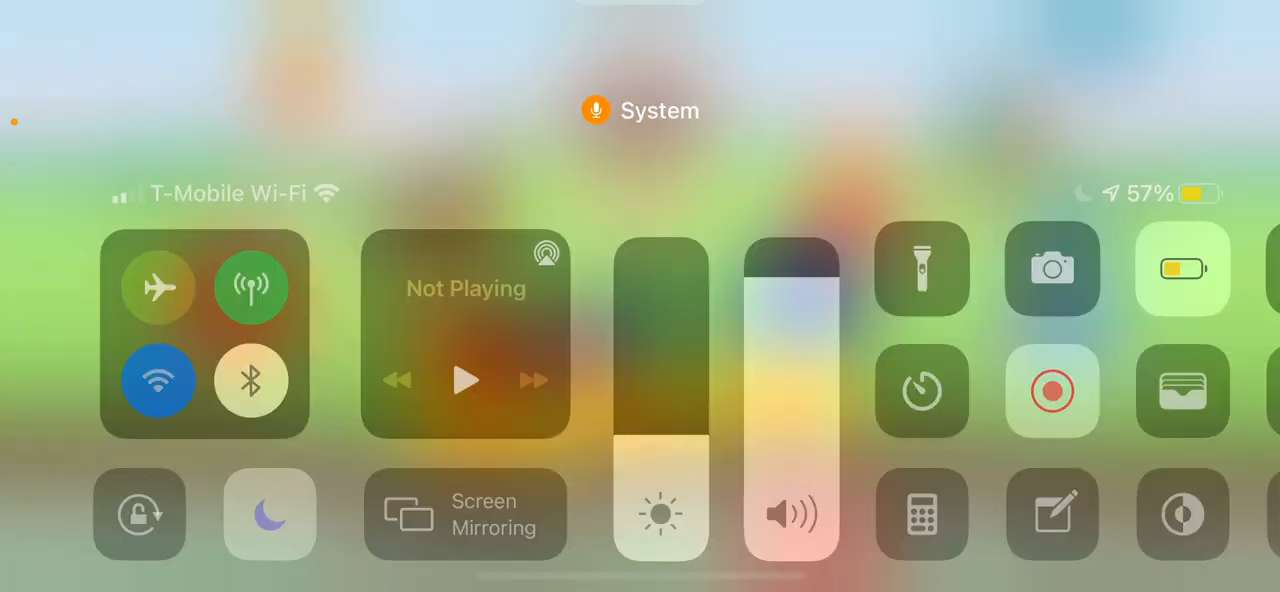 System
T-Mobile Wi-Fi
57%
Not Playing
Screen
Mirroring